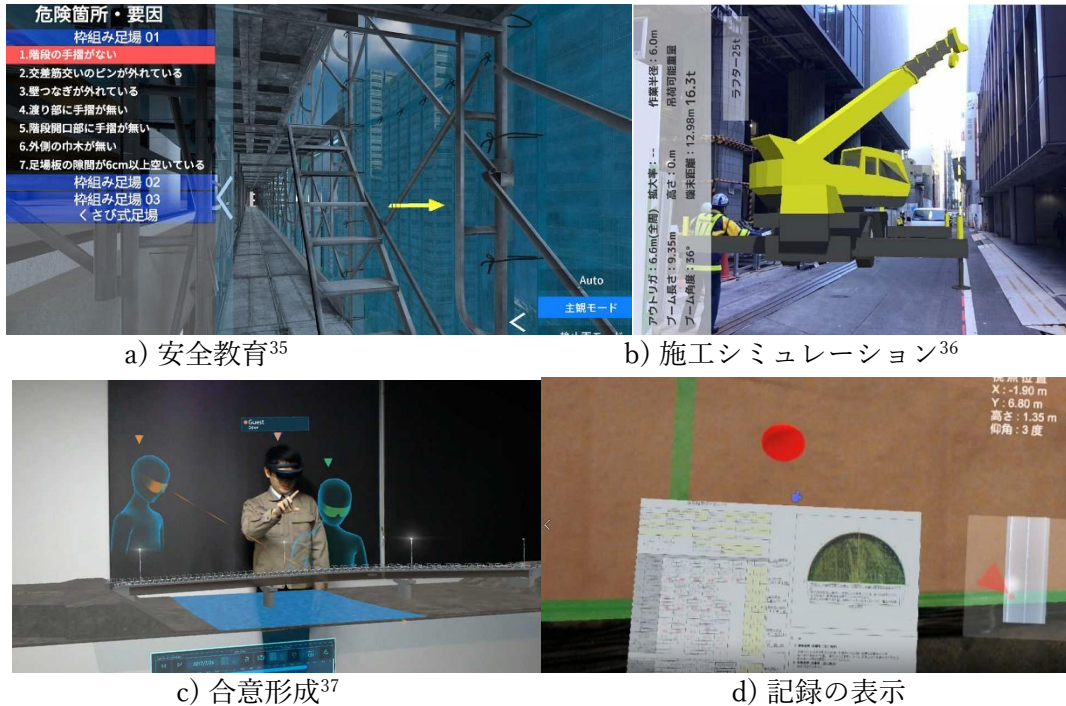 危険箇所・要因
枠組み足場 01
1.階段の手摺がない
2.交差筋交いのピンが外れている
3.壁つなぎが外れている
4.渡り部に手摺が無い
5.階段開口部に手摺が無い
6.外側の巾木が無い
7.足場板の隙間が6cm以上空いている
枠組み足場 02
枠組み足場 03
くさび式足場
Auto
主観モード
アウトリガ：6.6m(全周) 拡大率：-- 作業半径：6.0m
ブーム長さ：9.35m 高さ：0.m 吊荷可能重量
ブーム角度：36° 端末距離：12.98m 16.3t
ラフター25t
a) 安全教育35
b) 施工シミュレーション36
Guest
視点位置
X：-1.90 m
Y：6.80 m
高さ：1.35 m
仰角：3 度
c) 合意形成37
d) 記録の表示